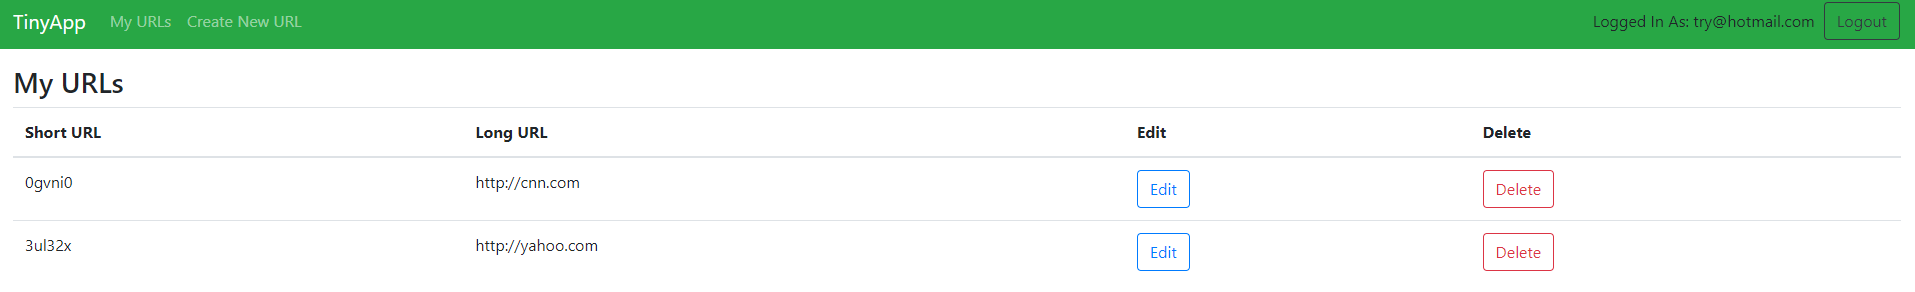 TinyApp My URLs Create New URL Logged In As: try@hotmail.com Logout
My URLs
Short URL Long URL Edit Delete
0gvni0 http://cnn.com Edit Delete
3ul32x http://yahoo.com Edit Delete